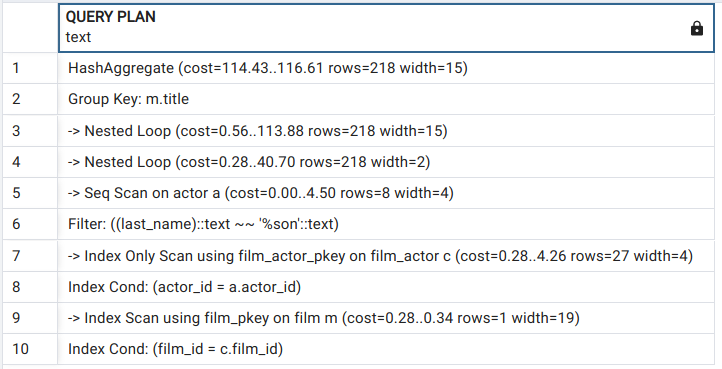 QUERY PLAN
text
1 HashAggregate (cost=114.43..116.61 rows=218 width=15)
2 Group Key: m.title
3 -> Nested Loop (cost=0.56..113.88 rows=218 width=15)
4 -> Nested Loop (cost=0.28..40.70 rows=218 width=2)
5 -> Seq Scan on actor a (cost=0.00..4.50 rows=8 width=4)
6 Filter: ((last_name)::text ~~ '%son'::text)
7 -> Index Only Scan using film_actor_pkey on film_actor c (cost=0.28..4.26 rows=27 width=4)
8 Index Cond: (actor_id = a.actor_id)
9 -> Index Scan using film_pkey on film m (cost=0.28..0.34 rows=1 width=19)
10 Index Cond: (film_id = c.film_id)